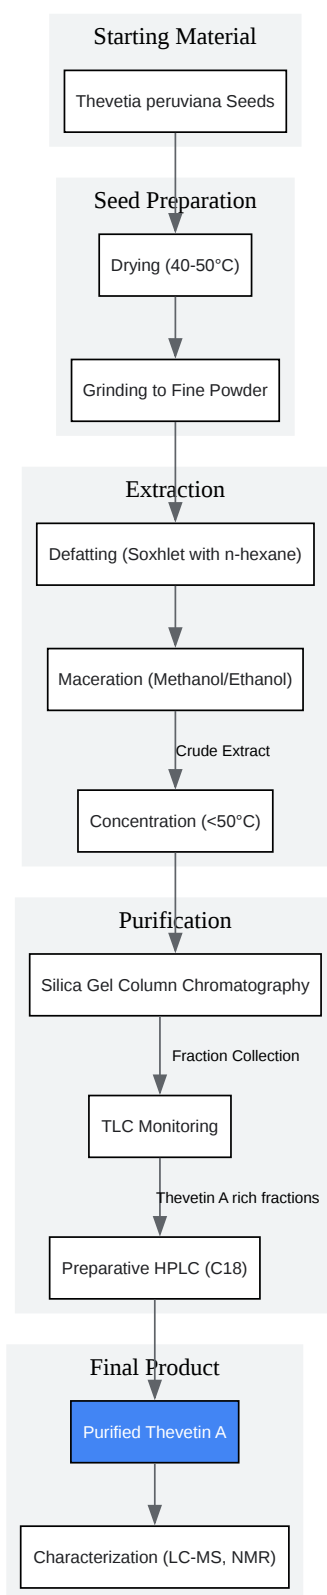 Starting Material
Thevetia peruviana Seeds
Seed Preparation
Drying (40-50°C)
Grinding to Fine Powder
Extraction
Defatting (Soxhlet with n-hexane)
Maceration (Methanol/Ethanol)
Crude Extract
Concentration (<50°C)
Purification
Silica Gel Column Chromatography
Fraction Collection
TLC Monitoring
Thevetin A rich fractions
Preparative HPLC (C18)
Final Product
Purified Thevetin A
Characterization (LC-MS, NMR)